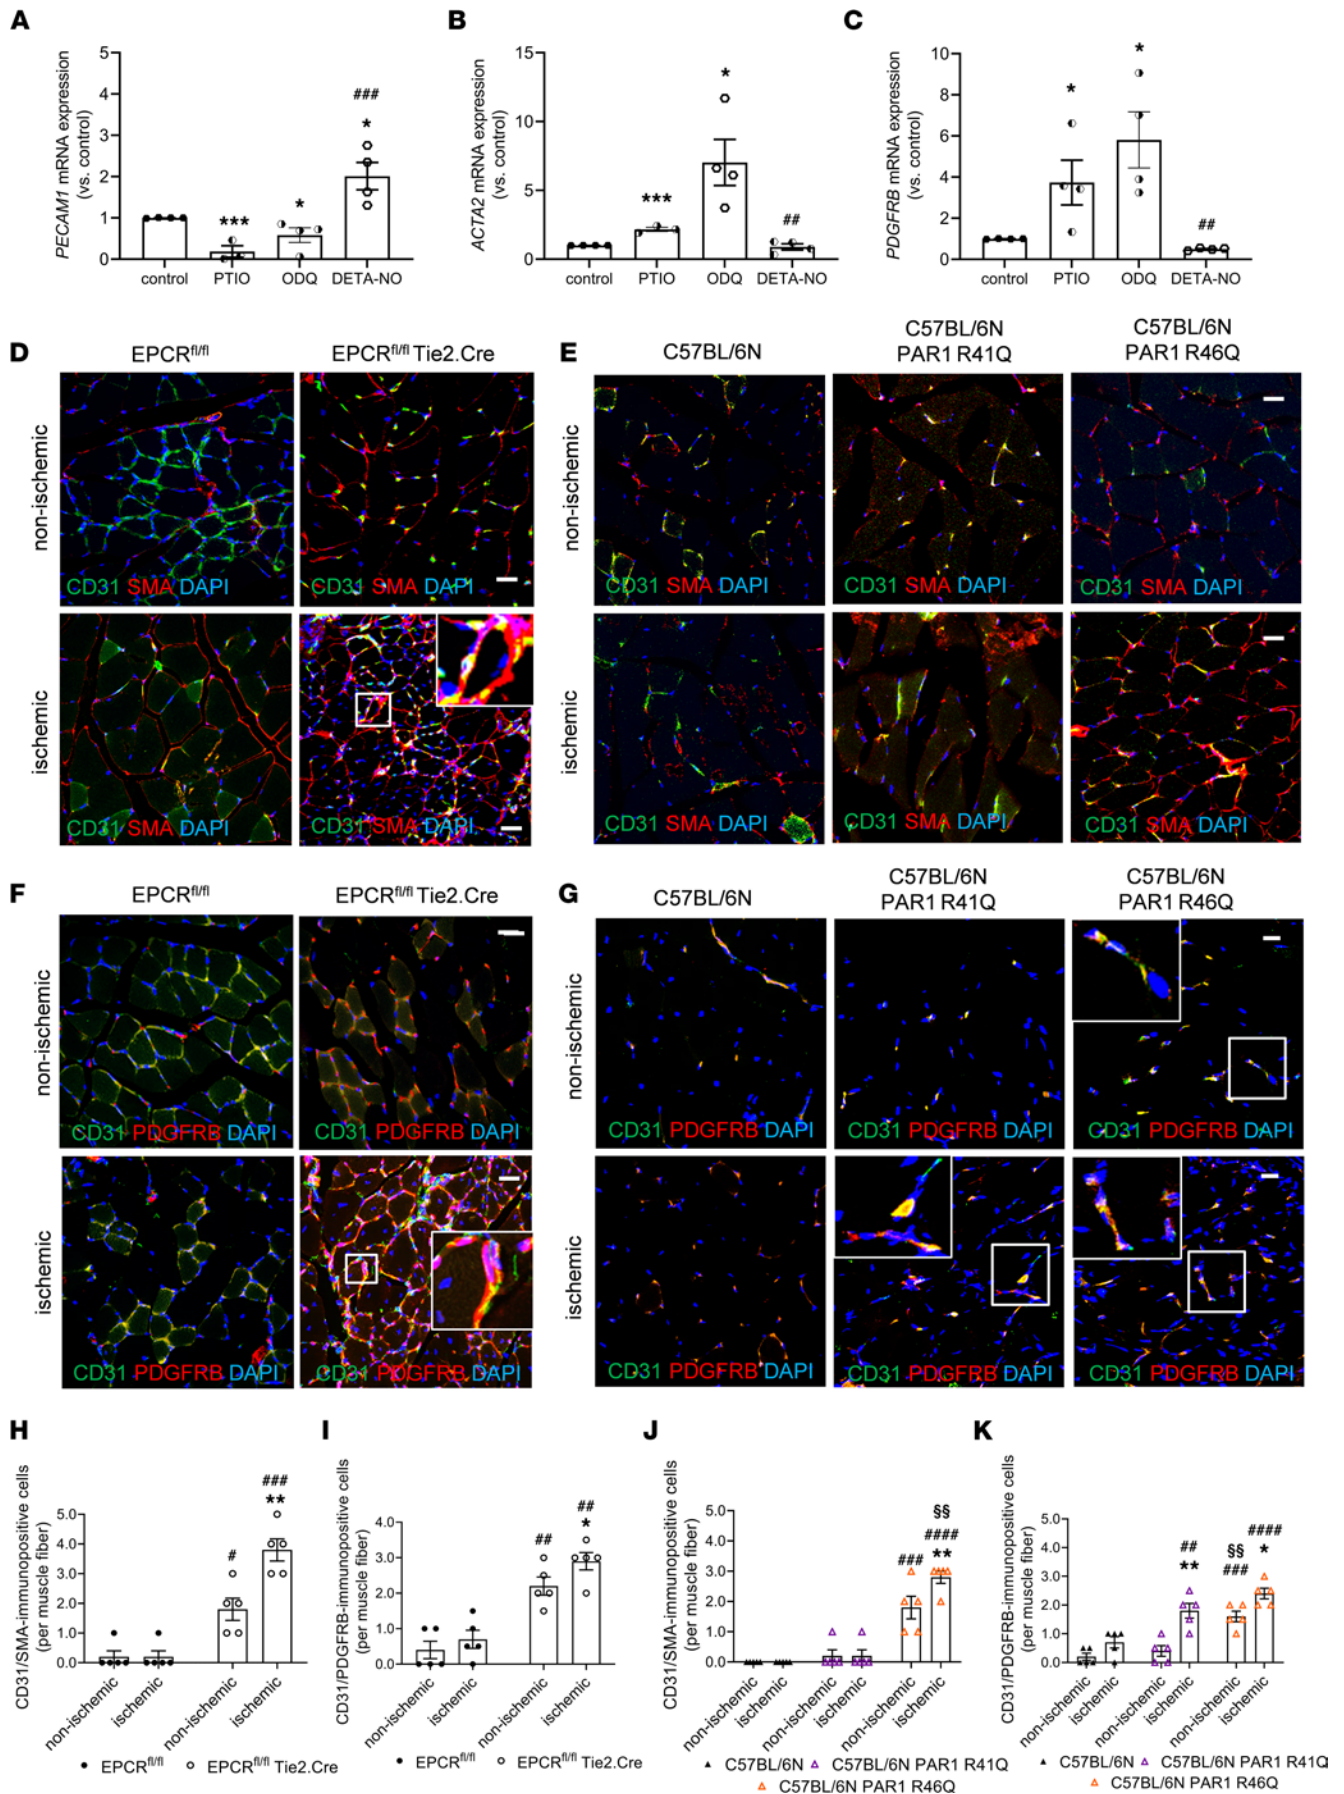 A
PECAM1 mRNA expression
(vs. control)
5
4
3
2
1
0
***
*
###
*
control
PTIO
ODQ
DETA-NO
B
ACTA2 mRNA expression
(vs. control)
15
10
5
0
***
*
##
control
PTIO
ODQ
DETA-NO
C
PDGFRB mRNA expression
(vs. control)
10
8
6
4
2
0
*
*
##
control
PTIO
ODQ
DETA-NO
D
EPCRfl/fl
EPCRfl/fl Tie2.Cre
non-ischemic
CD31 SMA DAPI
CD31 SMA DAPI
ischemic
CD31 SMA DAPI
CD31 SMA DAPI
E
C57BL/6N
C57BL/6N
PAR1 R41Q
C57BL/6N
PAR1 R46Q
non-ischemic
CD31 SMA DAPI
CD31 SMA DAPI
CD31 SMA DAPI
ischemic
CD31 SMA DAPI
CD31 SMA DAPI
CD31 SMA DAPI
F
EPCRfl/fl
EPCRfl/fl Tie2.Cre
non-ischemic
CD31 PDGFRB DAPI
CD31 PDGFRB DAPI
ischemic
CD31 PDGFRB DAPI
CD31 PDGFRB DAPI
G
C57BL/6N
C57BL/6N
PAR1 R41Q
C57BL/6N
PAR1 R46Q
non-ischemic
CD31 PDGFRB DAPI
CD31 PDGFRB DAPI
CD31 PDGFRB DAPI
ischemic
CD31 PDGFRB DAPI
CD31 PDGFRB DAPI
CD31 PDGFRB DAPI
H
CD31/SMA-immunopositive cells
(per muscle fiber)
5.0
4.0
3.0
2.0
1.0
0.0
#
###
**
non-ischemic
ischemic
non-ischemic
ischemic
EPCRfl/fl
EPCRfl/fl Tie2.Cre
I
CD31/PDGFRB-immunopositive cells
(per muscle fiber)
4.0
3.0
2.0
1.0
0.0
##
##
*
non-ischemic
ischemic
non-ischemic
ischemic
EPCRfl/fl
EPCRfl/fl Tie2.Cre
J
CD31/SMA-immunopositive cells
(per muscle fiber)
5.0
4.0
3.0
2.0
1.0
0.0
###
§§
####
**
non-ischemic
ischemic
non-ischemic
ischemic
non-ischemic
ischemic
C57BL/6N
C57BL/6N PAR1 R41Q
C57BL/6N PAR1 R46Q
K
CD31/PDGFRB-immunopositive cells
(per muscle fiber)
5.0
4.0
3.0
2.0
1.0
0.0
##
**
§§
###
####
*
non-ischemic
ischemic
non-ischemic
ischemic
non-ischemic
ischemic
C57BL/6N
C57BL/6N PAR1 R41Q
C57BL/6N PAR1 R46Q